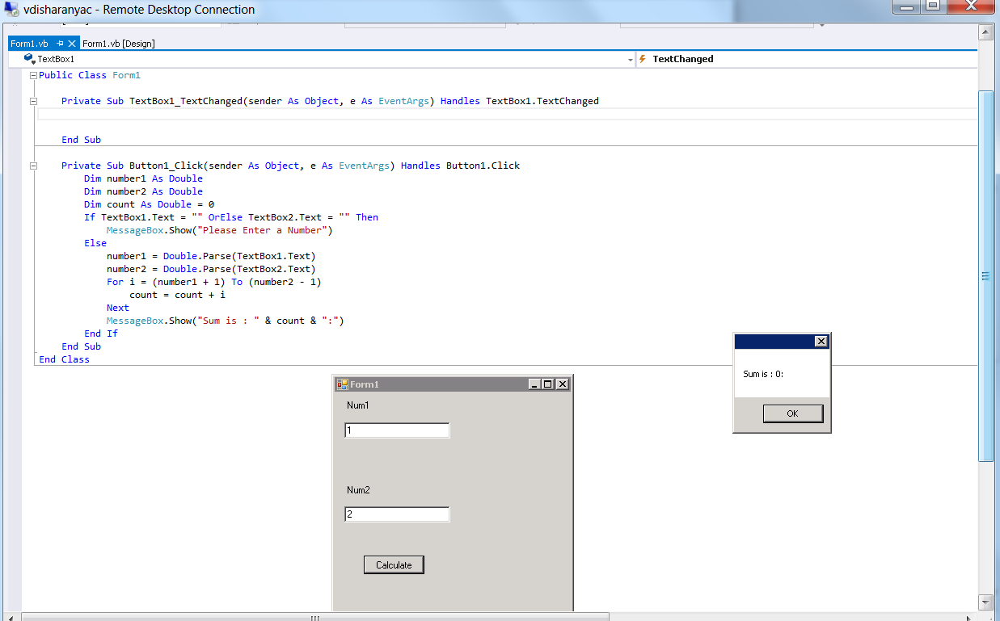 vdisharanyac - Remote Desktop Connection
Form1.vb Form1.vb [Design]
TextBox1 TextChanged
Public Class Form1
Private Sub TextBox1_TextChanged(sender As Object, e As EventArgs) Handles TextBox1.TextChanged
End Sub
Private Sub Button1_Click(sender As Object, e As EventArgs) Handles Button1.Click
Dim number1 As Double
Dim number2 As Double
Dim count As Double = 0
If TextBox1.Text = "" OrElse TextBox2.Text = "" Then
MessageBox.Show("Please Enter a Number")
Else
number1 = Double.Parse(TextBox1.Text)
number2 = Double.Parse(TextBox2.Text)
For i = (number1 + 1) To (number2 - 1)
count = count + i
Next
MessageBox.Show("Sum is : " & count & ":")
End If
End Sub
End Class
Form1
Num1
1
Num2
2
Calculate
Sum is : 0:
OK